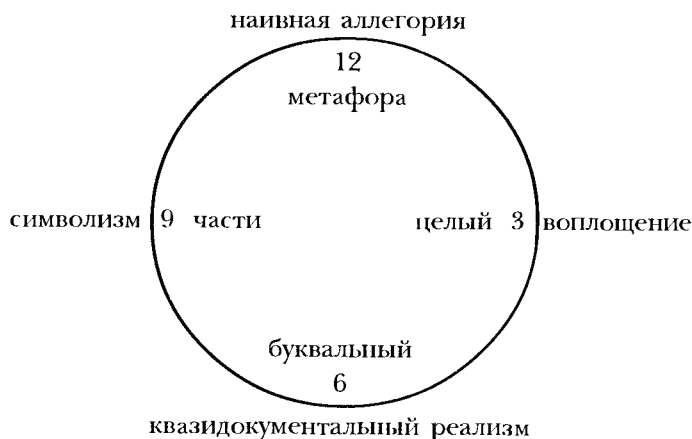 наивная аллегория
12
метафора
символизм 9 части целый 3 воплощение
буквальный
6
квазидокументальный реализм